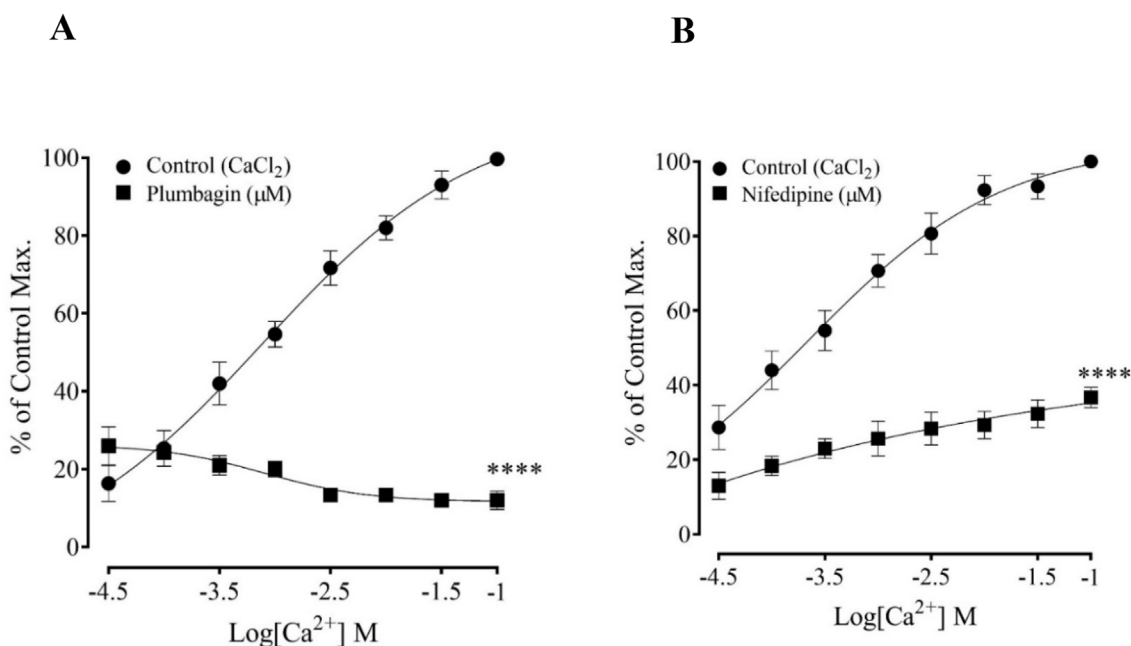 A
B
100
80
60
40
20
0
% of Control Max.
Control (CaCl₂)
Plumbagin (μM)
****
-4.5
-3.5
-2.5
-1.5
-1
Log[Ca²⁺] M
100
80
60
40
20
0
% of Control Max.
Control (CaCl₂)
Nifedipine (μM)
****
-4.5
-3.5
-2.5
-1.5
-1
Log[Ca²⁺] M